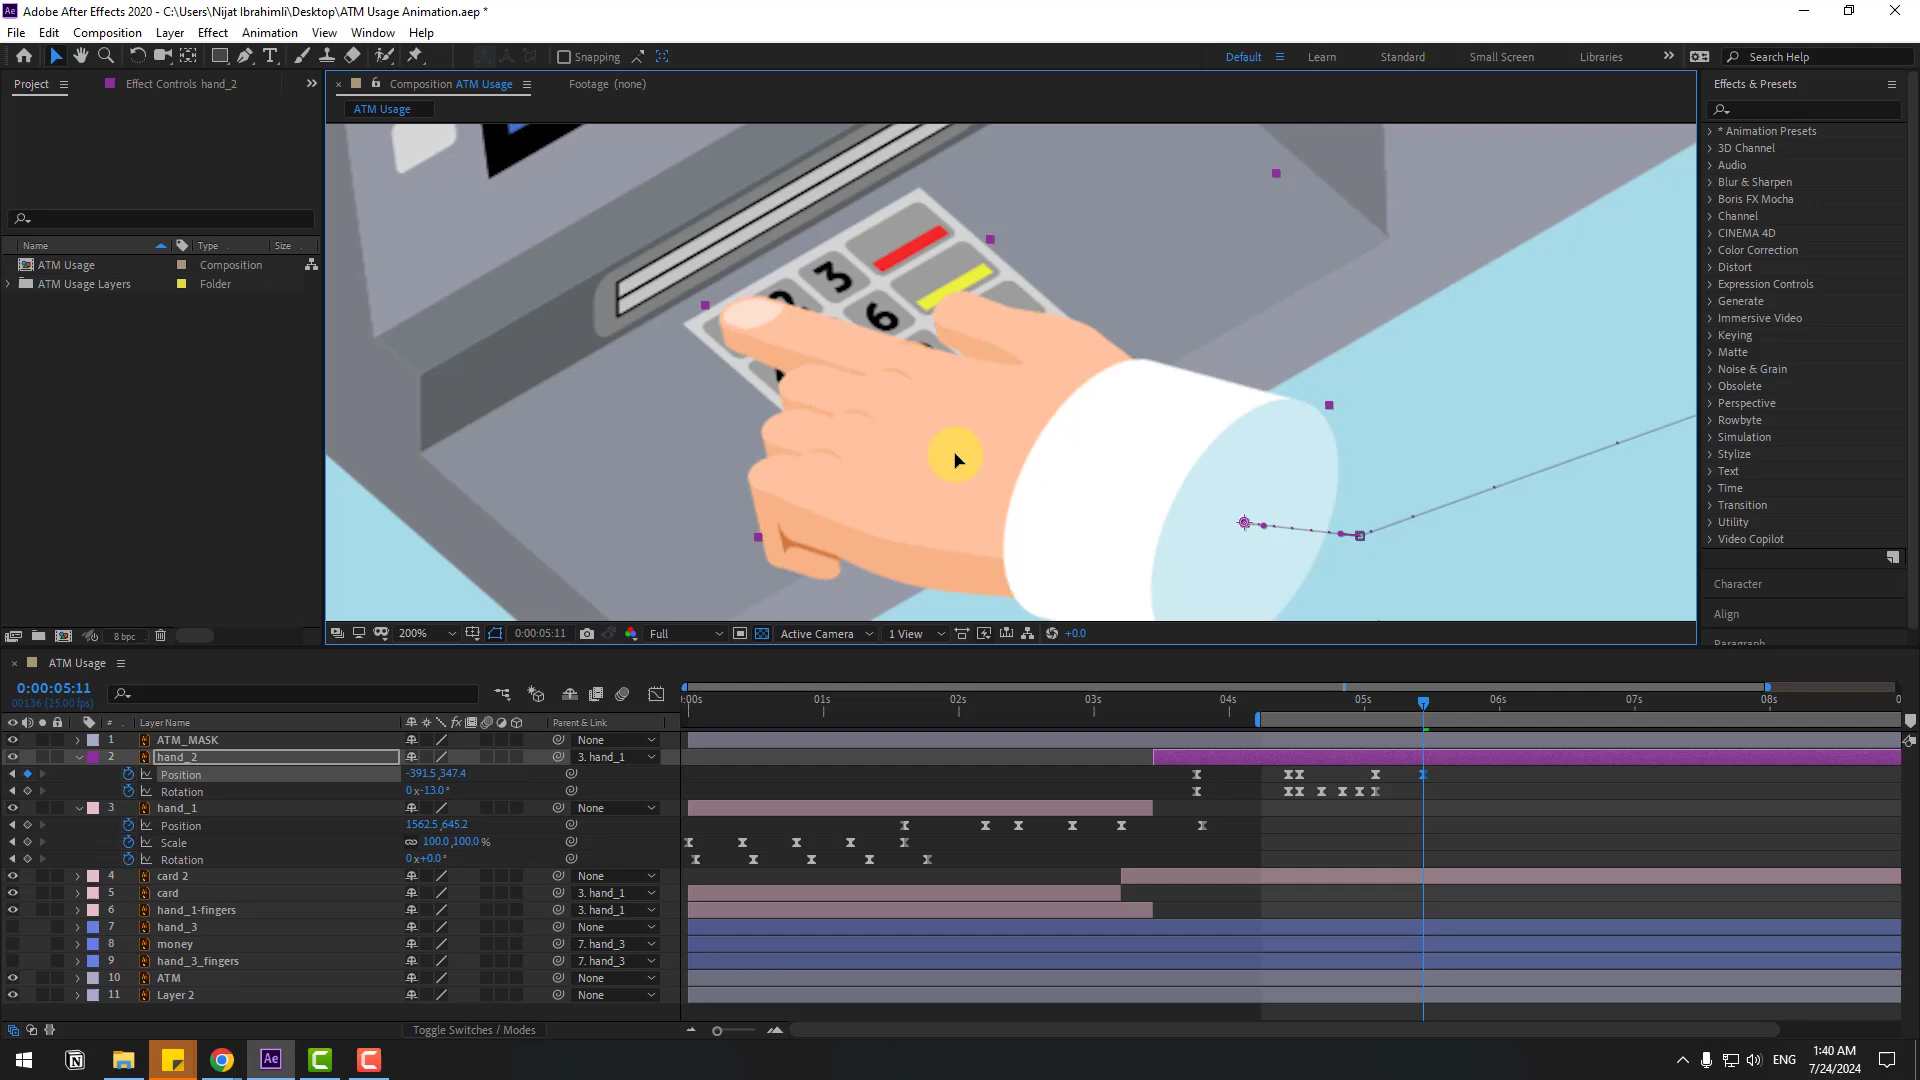 Adobe After Effects 2020 - C:\Users\Nijat Ibrahimli\Desktop\ATM Usage Animation.aep *
File Edit Composition Layer Effect Animation View Window Help
Snapping Default Learn Standard Small Screen Libraries Search Help
Project Effect Controls hand_2 Composition ATM Usage Footage (none) Effects & Presets
ATM Usage
* Animation Presets
3D Channel
Audio
Blur & Sharpen
Boris FX Mocha
Channel
CINEMA 4D
Color Correction
Distort
Expression Controls
Generate
Immersive Video
Keying
Matte
Noise & Grain
Obsolete
Perspective
Rowbyte
Simulation
Stylize
Text
Time
Transition
Utility
Video Copilot
Character
Align
Name Type Size
ATM Usage Composition
ATM Usage Layers Folder
3
6
8 bpc 200% 0:00:05:11 Full Active Camera 1 View +0.0
ATM Usage
0:00:05:11
00136 (25.00 fps)
:00s 01s 02s 03s 04s 05s 06s 07s 08s
# Layer Name Parent & Link
1 ATM_MASK None
2 hand_2 3. hand_1
Position -391.5,347.4
Rotation 0x-13.0°
3 hand_1 None
Position 1562.5,645.2
Scale 100.0,100.0%
Rotation 0x+0.0°
4 card 2 None
5 card 3. hand_1
6 hand_1-fingers 3. hand_1
7 hand_3 None
8 money 7. hand_3
9 hand_3_fingers 7. hand_3
10 ATM None
11 Layer 2 None
Toggle Switches / Modes
ENG 1:40 AM
7/24/2024